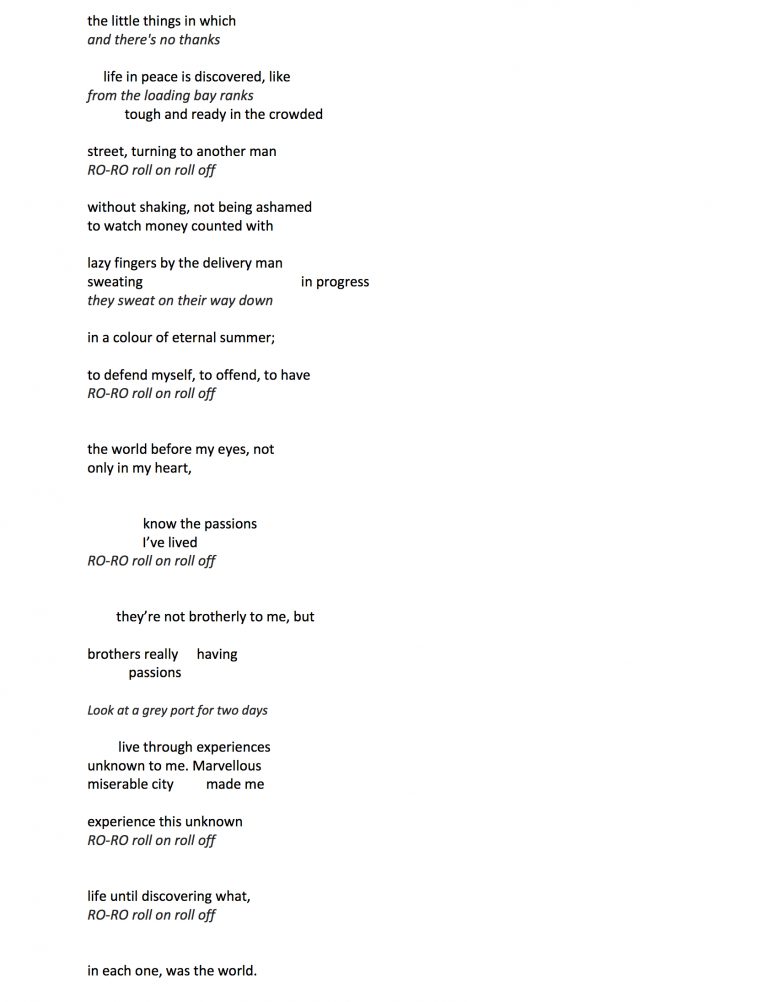 the little things in which
and there's no thanks
life in peace is discovered, like
from the loading bay ranks
tough and ready in the crowded
street, turning to another man
RO-RO roll on roll off
without shaking, not being ashamed
to watch money counted with
lazy fingers by the delivery man
sweating in progress
they sweat on their way down
in a colour of eternal summer;
to defend myself, to offend, to have
RO-RO roll on roll off
the world before my eyes, not
only in my heart,
know the passions
I’ve lived
RO-RO roll on roll off
they’re not brotherly to me, but
brothers really having
passions
Look at a grey port for two days
live through experiences
unknown to me. Marvellous
miserable city made me
experience this unknown
RO-RO roll on roll off
life until discovering what,
RO-RO roll on roll off
in each one, was the world.